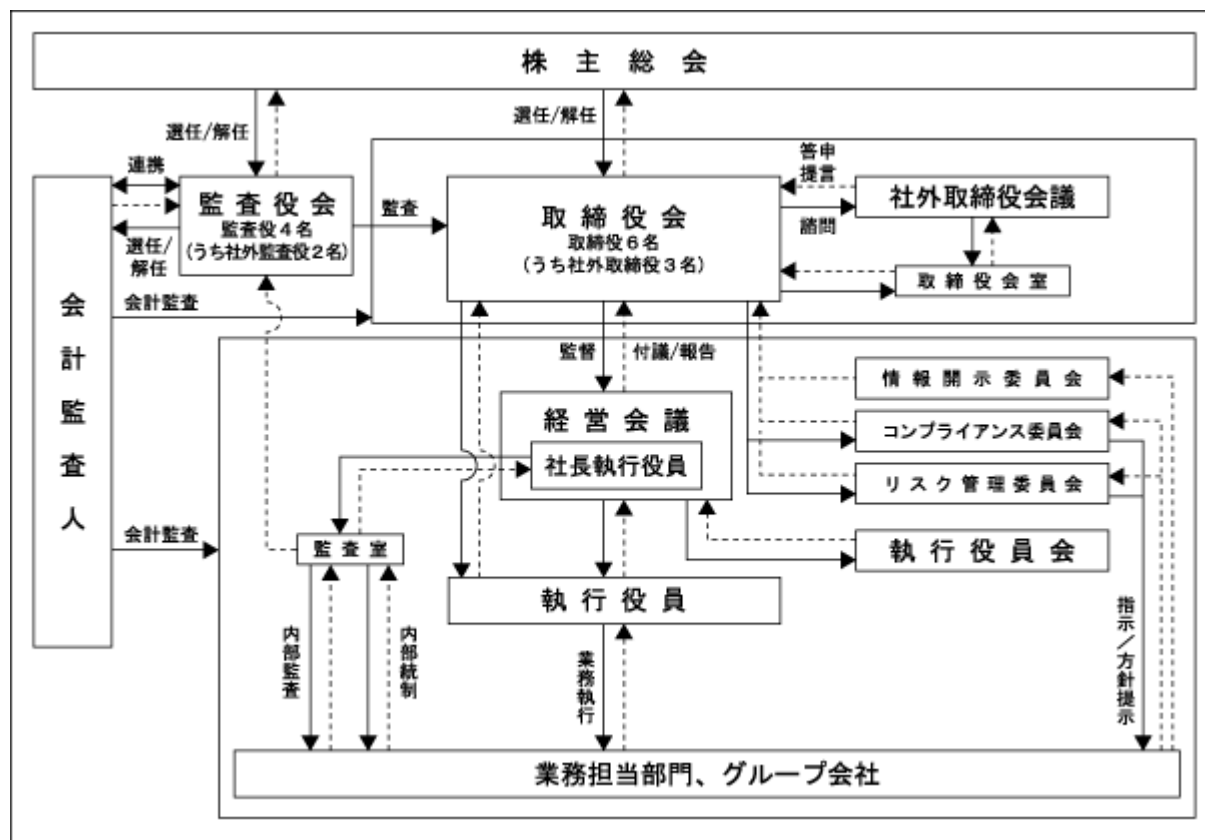 株主総会
選任/解任
選任/解任
連携
答申
提言
監査役会
監査役4名
(うち社外監査役2名)
監査
取締役会
取締役6名
(うち社外取締役3名)
社外取締役会議
諮問
選任/
解任
取締役会室
会計監査
会計監査人
監督
付議/報告
情報開示委員会
経営会議
コンプライアンス委員会
社長執行役員
リスク管理委員会
会計監査
監査室
執行役員会
執行役員
内部監査
内部統制
業務執行
指示/方針提示
業務担当部門、グループ会社